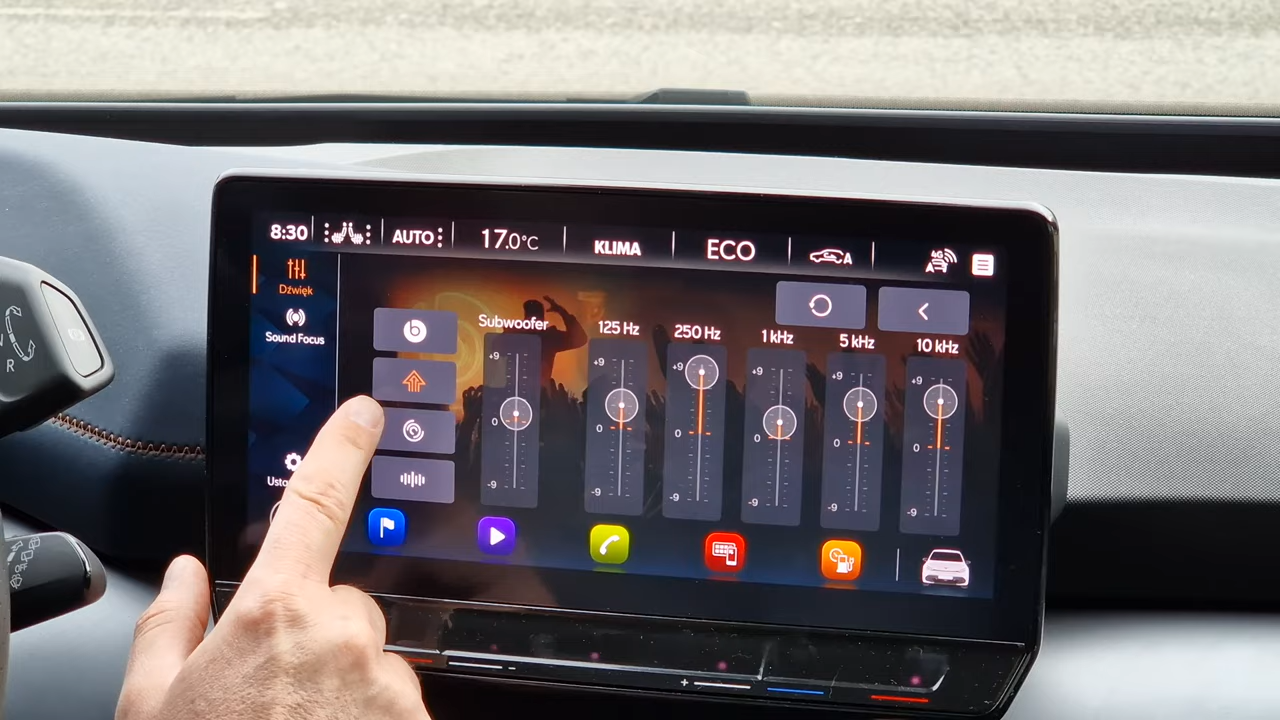 8:30
AUTO
17.0°C
KLIMA
ECO
A
4G
A
Dźwięk
Sound Focus
Subwoofer
125 Hz
250 Hz
1 kHz
5 kHz
10 kHz
+9
+9
+9
+9
+9
+9
0
0
0
0
0
0
-9
-9
-9
-9
-9
-9
b
R
+
-